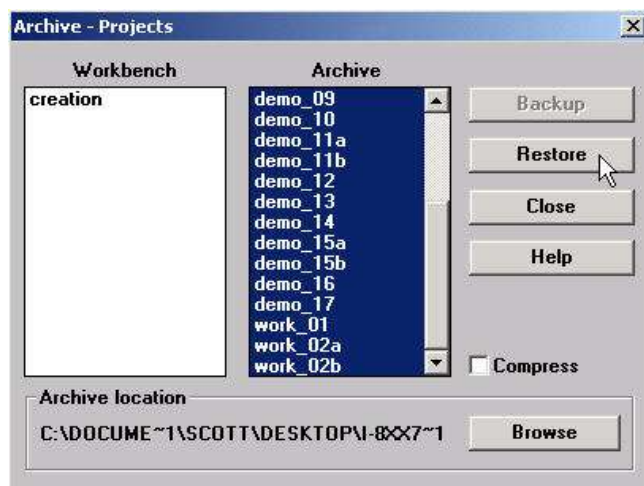 Archive - Projects
Workbench
Archive
creation
demo_09
demo_10
demo_11a
demo_11b
demo_12
demo_13
demo_14
demo_15a
demo_15b
demo_16
demo_17
work_01
work_02a
work_02b
Backup
Restore
Close
Help
Compress
Archive location
C:\DOCUME~1\SCOTT\DESKTOP\I-8XX7~1
Browse